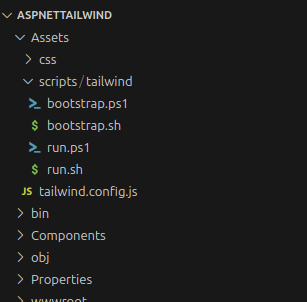 ASPNETTAILWIND
Assets
css
scripts / tailwind
bootstrap.ps1
$ bootstrap.sh
run.ps1
$ run.sh
JS tailwind.config.js
bin
Components
obj
Properties
wwwroot